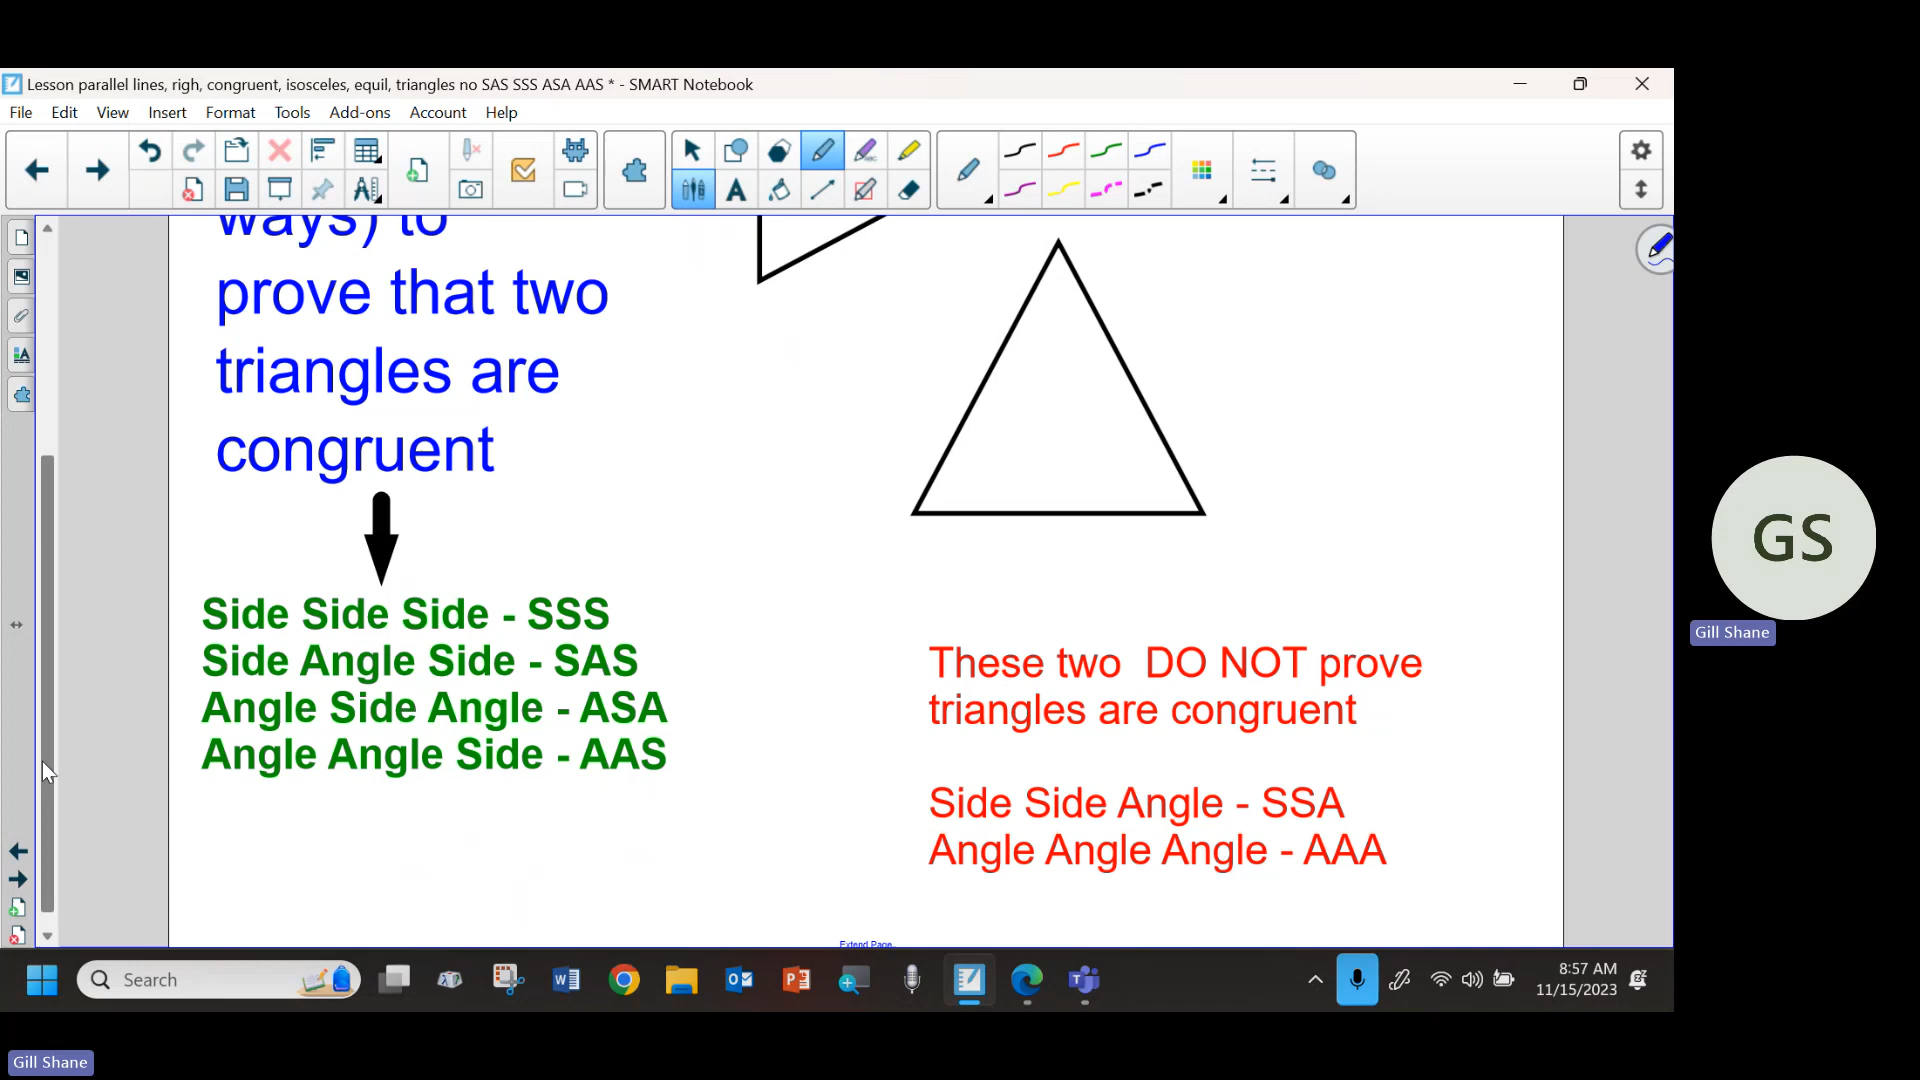 Lesson parallel lines, righ, congruent, isosceles, equil, triangles no SAS SSS ASA AAS * - SMART Notebook
File Edit View Insert Format Tools Add-ons Account Help
ways) to
prove that two
triangles are
congruent
Side Side Side - SSS
Side Angle Side - SAS
Angle Side Angle - ASA
Angle Angle Side - AAS
These two DO NOT prove
triangles are congruent
Side Side Angle - SSA
Angle Angle Angle - AAA
Extend Page
GS
Gill Shane
Search
8:57 AM
11/15/2023
Gill Shane